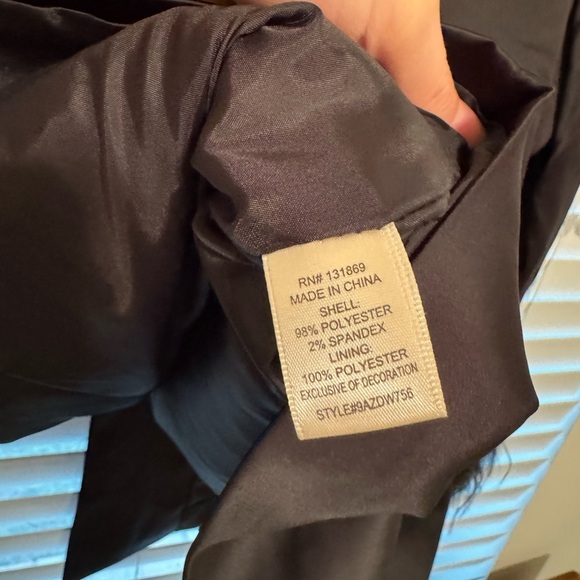 RN# 131869
MADE IN CHINA
SHELL:
98% POLYESTER
2% SPANDEX
LINING:
100% POLYESTER
EXCLUSIVE OF DECORATION
STYLE#9AZDW756